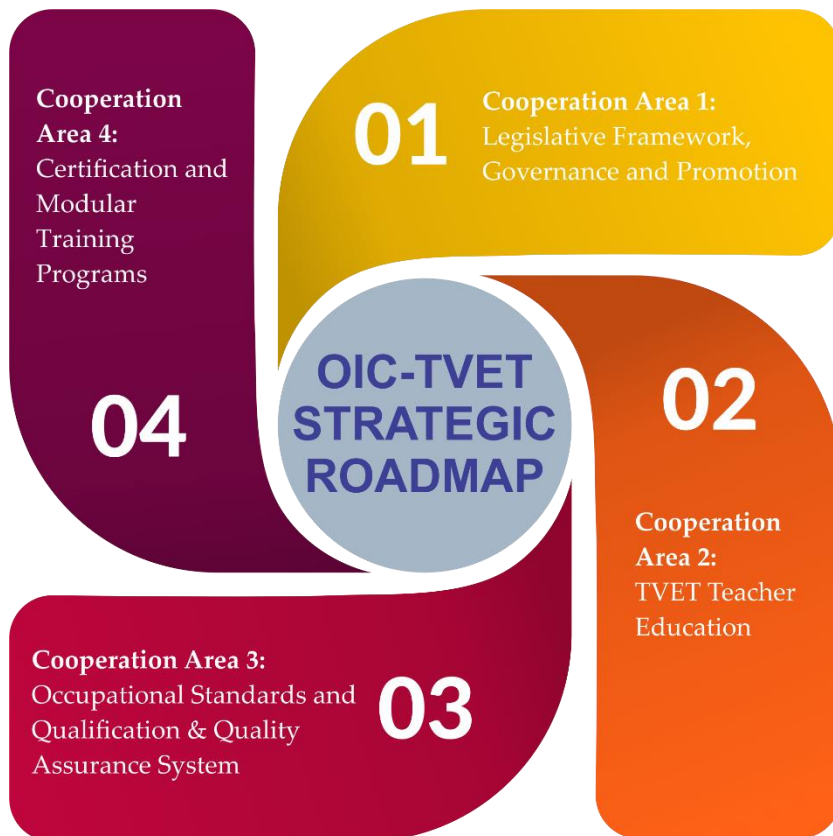 OIC-TVET
STRATEGIC
ROADMAP
01
Cooperation Area 1:
Legislative Framework,
Governance and Promotion
02
Cooperation
Area 2:
TVET Teacher
Education
Cooperation Area 3:
Occupational Standards and
Qualification & Quality
Assurance System
03
Cooperation
Area 4:
Certification and
Modular
Training
Programs
04